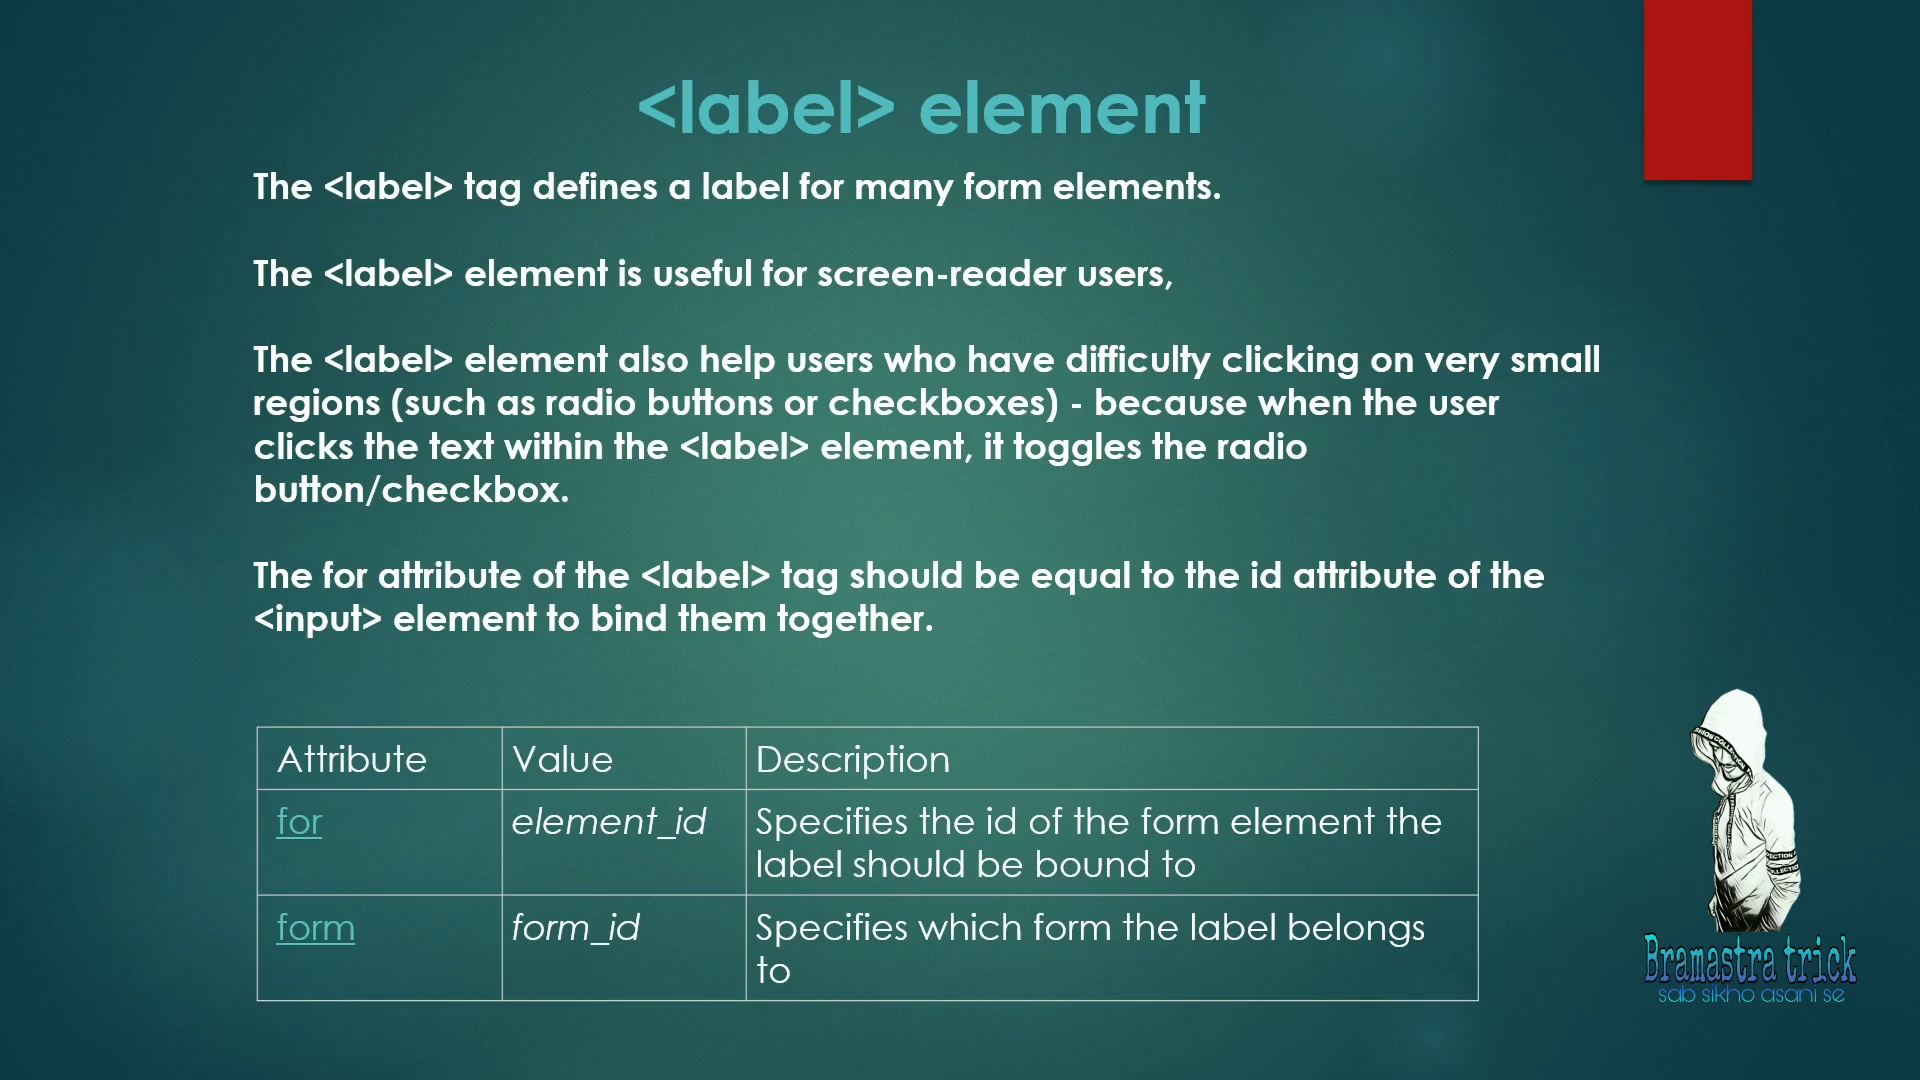 <label> element
The <label> tag defines a label for many form elements.
The <label> element is useful for screen-reader users,
The <label> element also help users who have difficulty clicking on very small
regions (such as radio buttons or checkboxes) - because when the user
clicks the text within the <label> element, it toggles the radio
button/checkbox.
The for attribute of the <label> tag should be equal to the id attribute of the
<input> element to bind them together.
Attribute Value Description
for element_id Specifies the id of the form element the
label should be bound to
form form_id Specifies which form the label belongs
to
Bramastra trick
sab sikho asani se